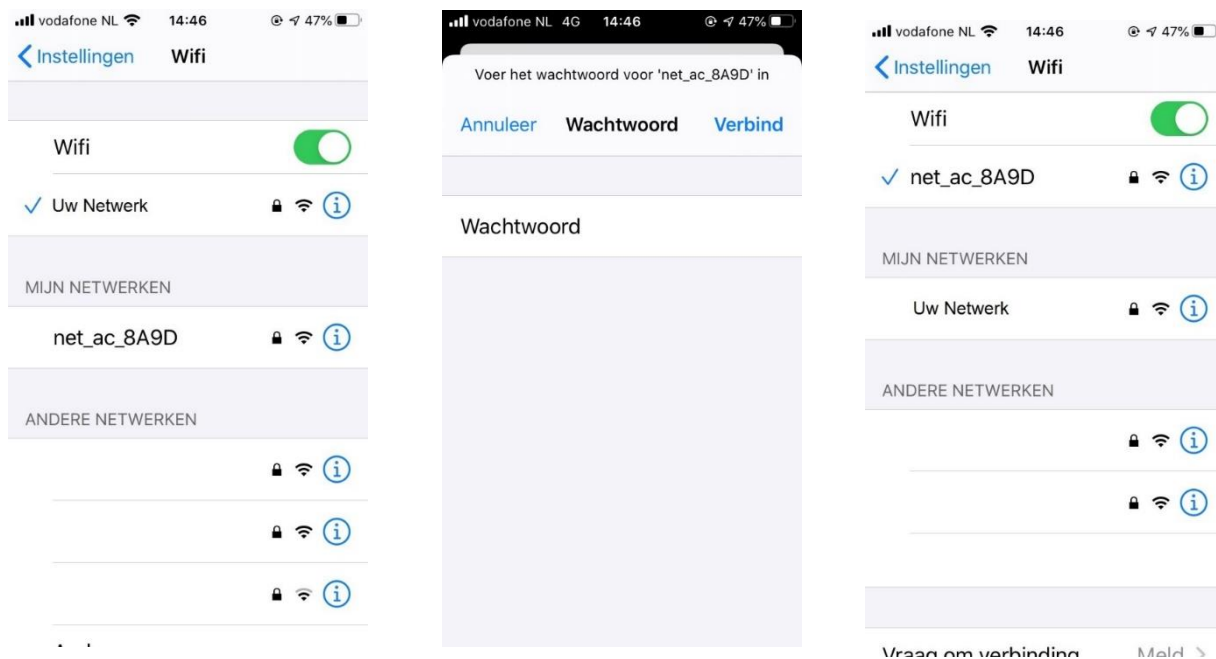 vodafone NL 14:46 47%
Instellingen Wifi
Wifi
Uw Netwerk
MIJN NETWERKEN
net_ac_8A9D
ANDERE NETWERKEN
vodafone NL 4G 14:46 47%
Voer het wachtwoord voor 'net_ac_8A9D' in
Annuleer Wachtwoord Verbind
Wachtwoord
vodafone NL 14:46 47%
Instellingen Wifi
Wifi
net_ac_8A9D
MIJN NETWERKEN
Uw Netwerk
ANDERE NETWERKEN
Vraag om verbinding Meld